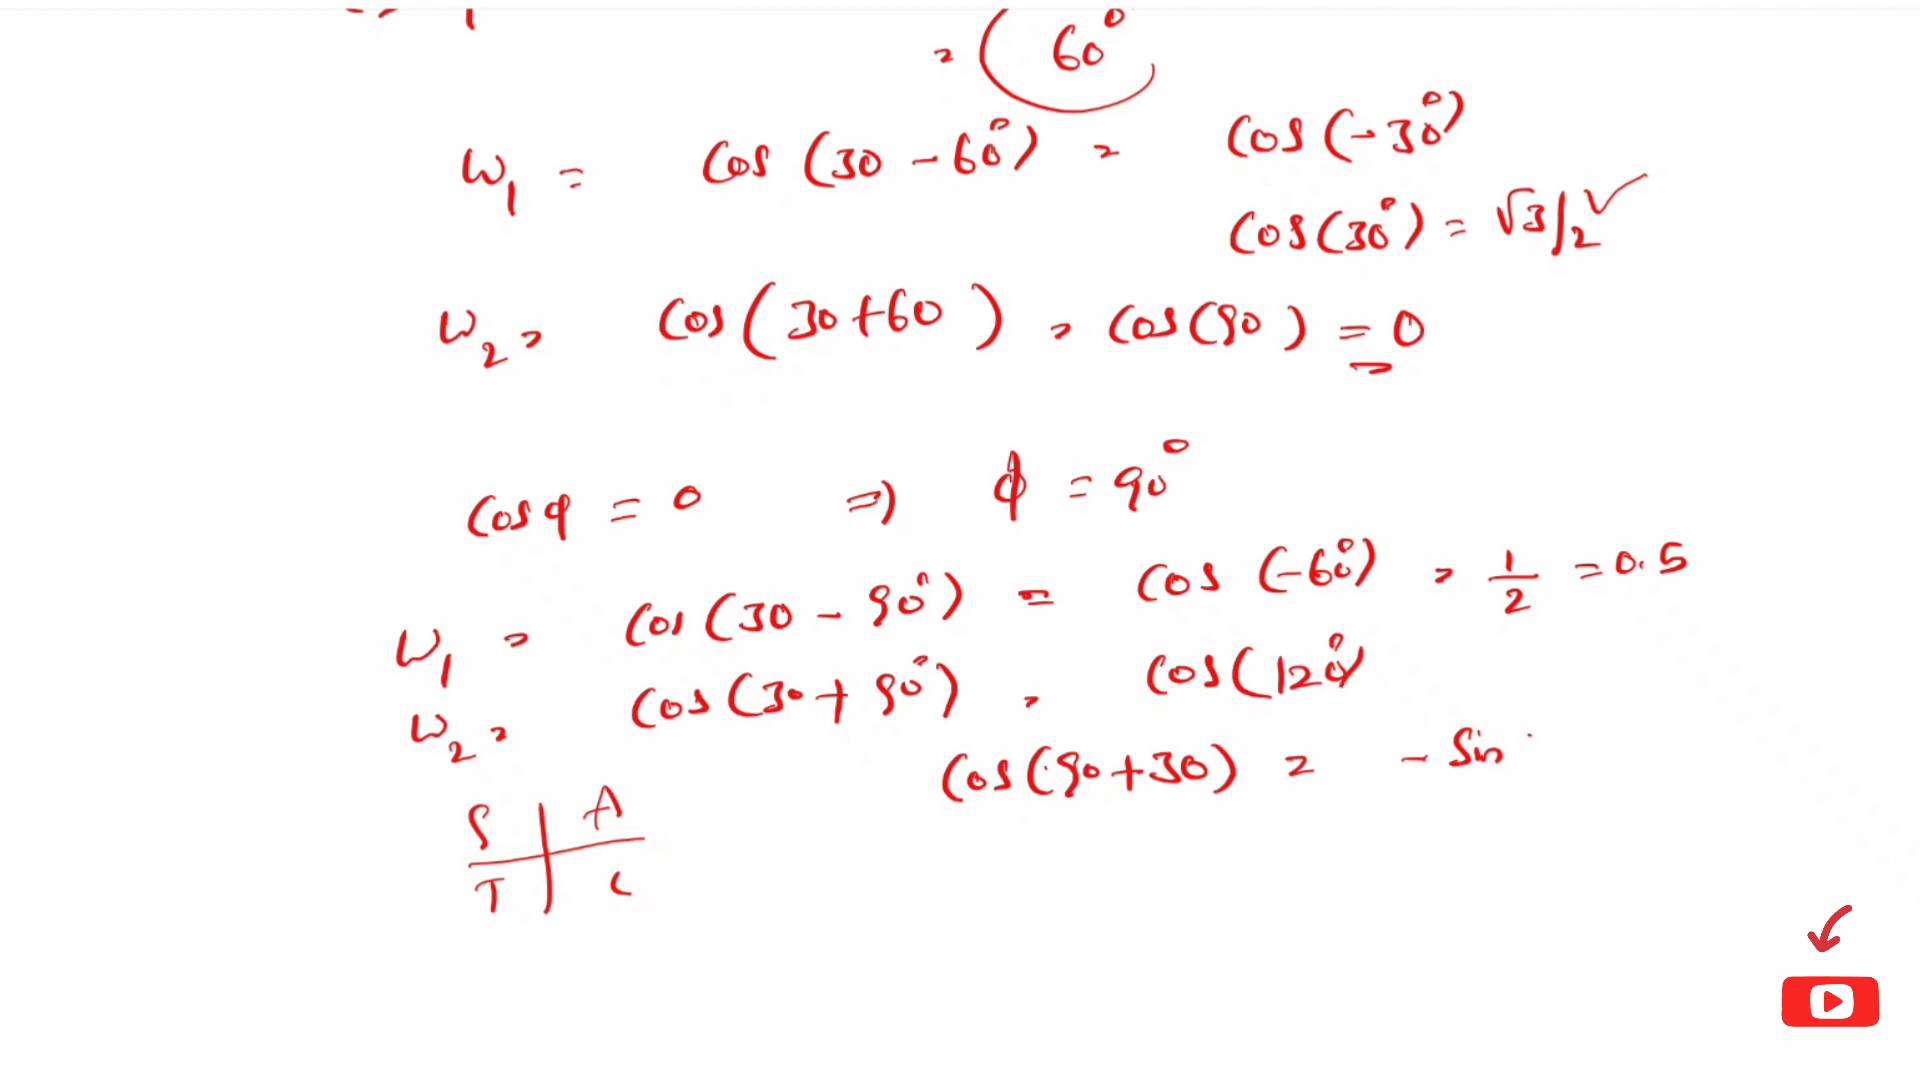 = 60°
W₁ = cos (30 - 60°) = cos (-30°)
cos (30°) = √3/2 ✓
W₂ = cos (30+60) = cos (90) = 0
cos φ = 0 ⇒ φ = 90°
W₁ = cos (30 - 90°) = cos (-60°) = 1/2 = 0.5
W₂ = cos (30 + 90°) = cos (120°)
cos (90+30) = - Sin
S | A
T | C